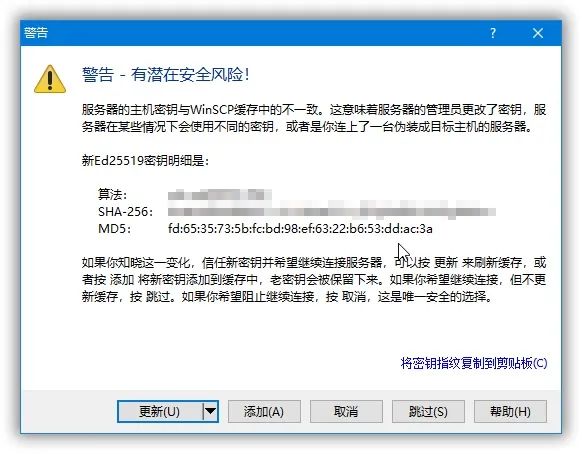 警告
警告 - 有潜在安全风险！
服务器的主机密钥与WinSCP缓存中的不一致。这意味着服务器的管理员更改了密钥，服
务器在某些情况下会使用不同的密钥，或者是你连上了一台伪装成目标主机的服务器。
新Ed25519密钥明细是：
算法：
SHA-256：
MD5： fd:65:35:73:5b:fc:bd:98:ef:63:22:b6:53:dd:ac:3a
如果你知晓这一变化，信任新密钥并希望继续连接服务器，可以按 更新 来刷新缓存，或
者按 添加 将新密钥添加到缓存中，老密钥会被保留下来。如果你希望继续连接，但不更
新缓存，按 跳过。如果你希望阻止继续连接，按 取消，这是唯一安全的选择。
将密钥指纹复制到剪贴板(C)
更新(U) 添加(A) 取消 跳过(S) 帮助(H)